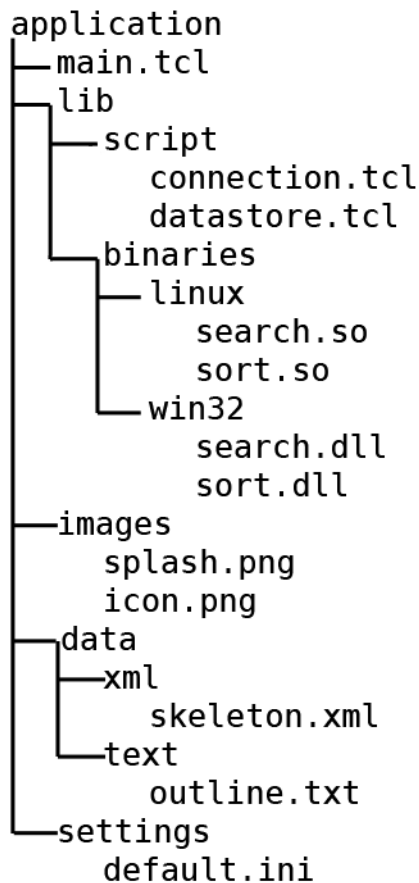 application
main.tcl
lib
script
connection.tcl
datastore.tcl
binaries
linux
search.so
sort.so
win32
search.dll
sort.dll
images
splash.png
icon.png
data
xml
skeleton.xml
text
outline.txt
settings
default.ini